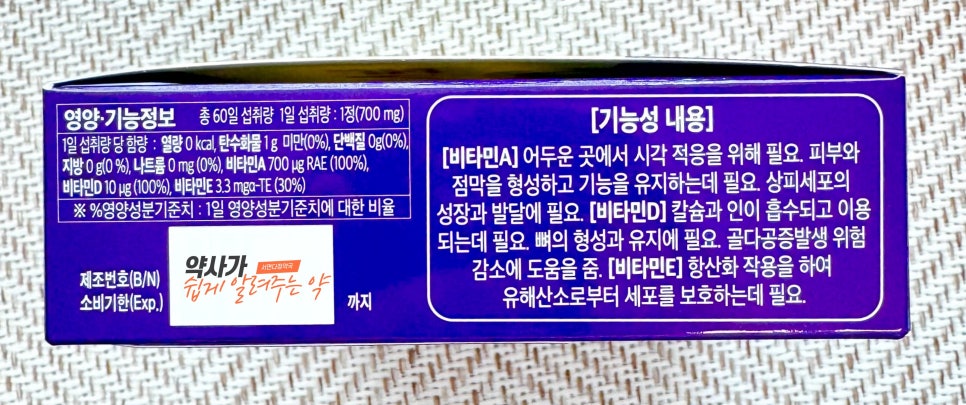 영양·기능정보 총 60일 섭취량 1일 섭취량 : 1정(700 mg)
1일 섭취량 당 함량 : 열량 0 kcal, 탄수화물 1 g 미만(0%), 단백질 0g(0%),
지방 0 g(0 %), 나트륨 0 mg (0%), 비타민A 700 μg RAE (100%),
비타민D 10 μg (100%), 비타민E 3.3 mgα-TE (30%)
※ %영양성분기준치 : 1일 영양성분기준치에 대한 비율
제조번호(B/N)
소비기한(Exp.)
약사가
쉽게 알려주는 약
까지
[기능성 내용]
[비타민A] 어두운 곳에서 시각 적응을 위해 필요. 피부와
점막을 형성하고 기능을 유지하는데 필요. 상피세포의
성장과 발달에 필요. [비타민D] 칼슘과 인이 흡수되고 이용
되는데 필요. 뼈의 형성과 유지에 필요. 골다공증발생 위험
감소에 도움을 줌. [비타민E] 항산화 작용을 하여
유해산소로부터 세포를 보호하는데 필요.